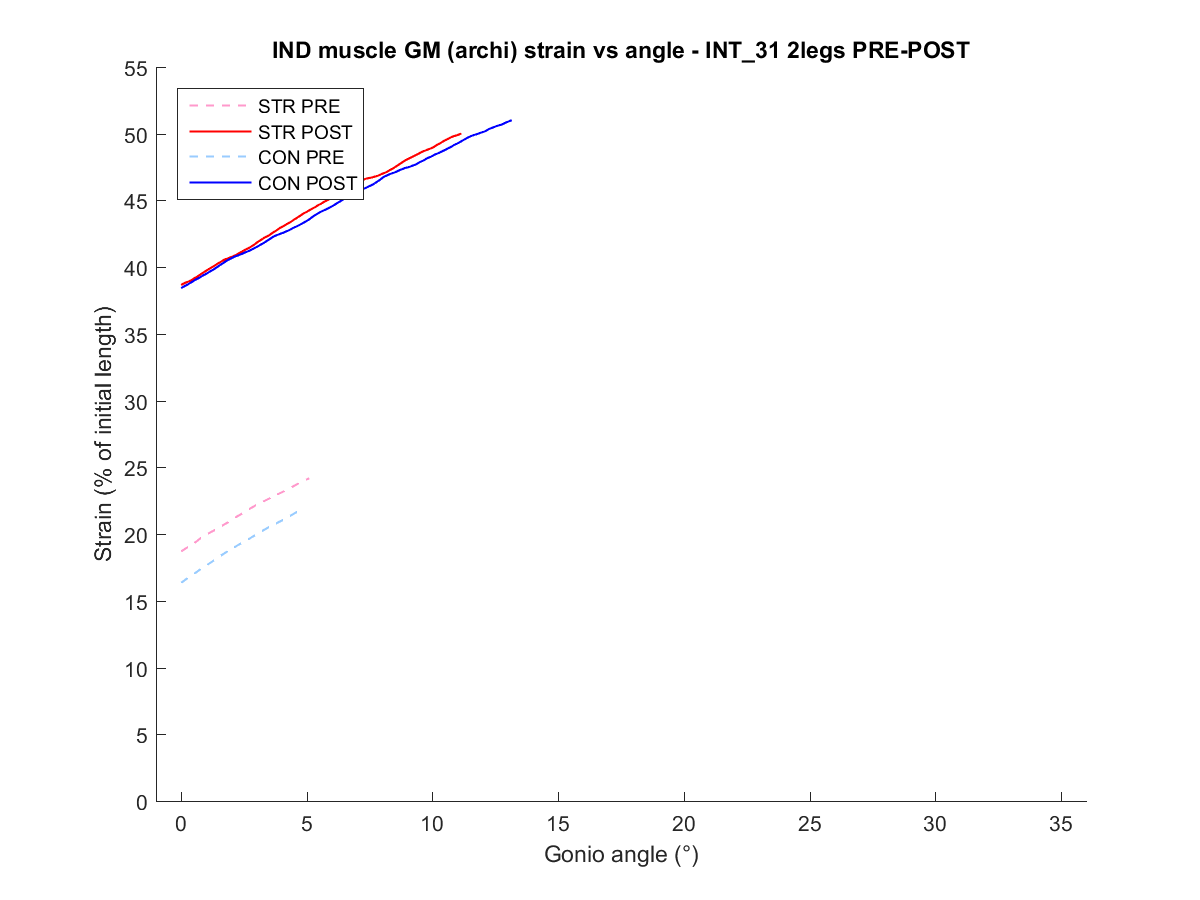 IND muscle GM (archi) strain vs angle - INT_31 2legs PRE-POST
55
50
45
40
35
30
25
20
15
10
5
0
Strain (% of initial length)
STR PRE
STR POST
CON PRE
CON POST
0 5 10 15 20 25 30 35
Gonio angle (°)